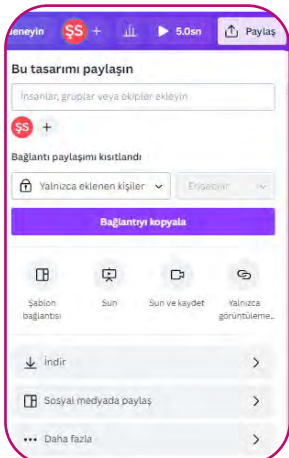 eneyin ŞS + 5.0sn Paylaş
Bu tasarımı paylaşın
İnsanlar, gruplar veya ekipler ekleyin
ŞS +
Bağlantı paylaşımı kısıtlandı
Yalnızca eklenen kişiler
Bağlantıyı kopyala
Şablon bağlantısı
Sun
Sun ve kaydet
Yalnızca görüntüleme...
İndir
Sosyal medyada paylaş
Daha fazla